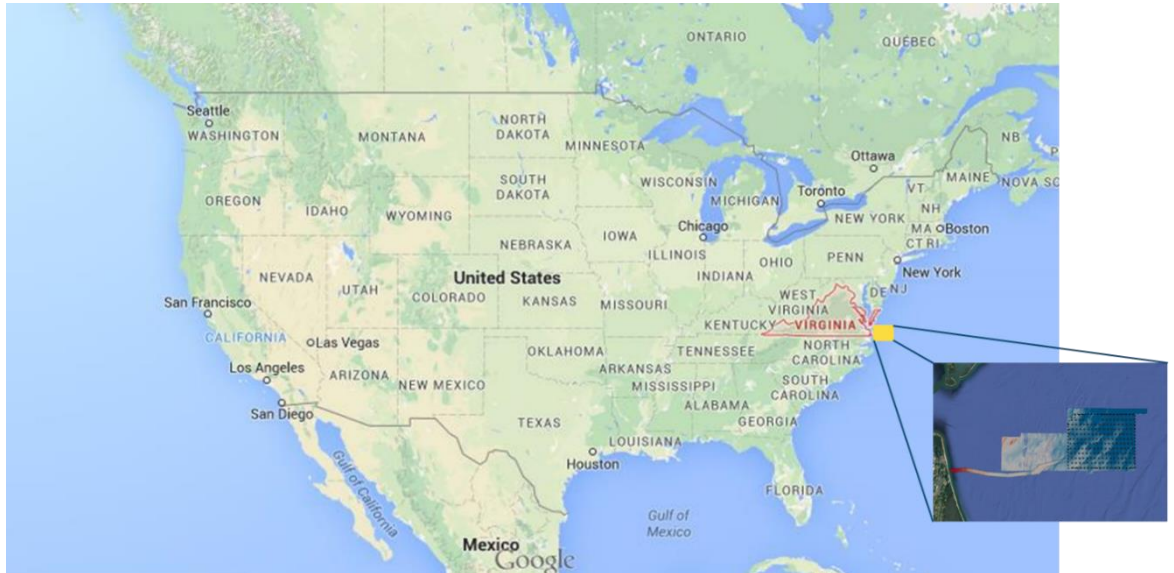 ONTARIO
QUÉBEC
Seattle
WASHINGTON
MONTANA
NORTH
DAKOTA
MINNESOTA
Ottawa
NB
MAINE
NOVA SC
P
VT
NH
SOUTH
DAKOTA
WISCONSIN
MICHIGAN
Toronto
OREGON
IDAHO
WYOMING
NEW YORK
MA
Boston
CT RI
Chicago
IOWA
NEBRASKA
ILLINOIS
INDIANA
OHIO
PENN
New York
NEVADA
UTAH
COLORADO
United States
KANSAS
MISSOURI
WEST
VIRGINIA
DE NJ
San Francisco
KENTUCKY
VIRGINIA
CALIFORNIA
Las Vegas
OKLAHOMA
TENNESSEE
NORTH
CAROLINA
Los Angeles
ARIZONA
NEW MEXICO
ARKANSAS
MISSISSIPPI
SOUTH
CAROLINA
San Diego
ALABAMA
TEXAS
GEORGIA
LOUISIANA
Houston
Gulf of California
FLORIDA
Gulf of
Mexico
Mexico
Google